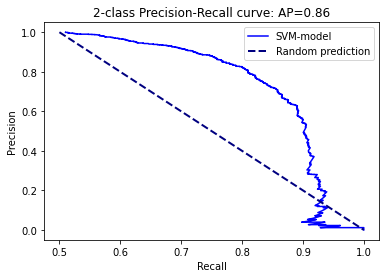 2-class Precision-Recall curve: AP=0.86
SVM-model
Random prediction
Precision
1.0
0.8
0.6
0.4
0.2
0.0
0.5 0.6 0.7 0.8 0.9 1.0
Recall